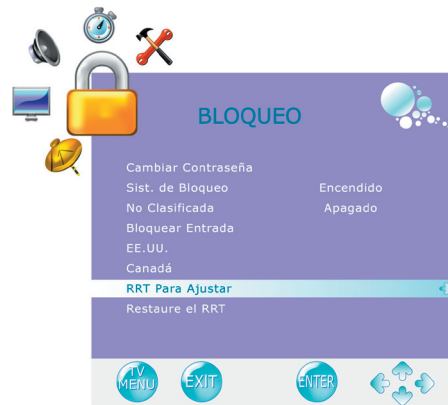 BLOQUEO
Cambiar Contraseña
Sist. de Bloqueo Encendido
No Clasificada Apagado
Bloquear Entrada
EE.UU.
Canadá
RRT Para Ajustar
Restaure el RRT
TV MENU EXIT ENTER